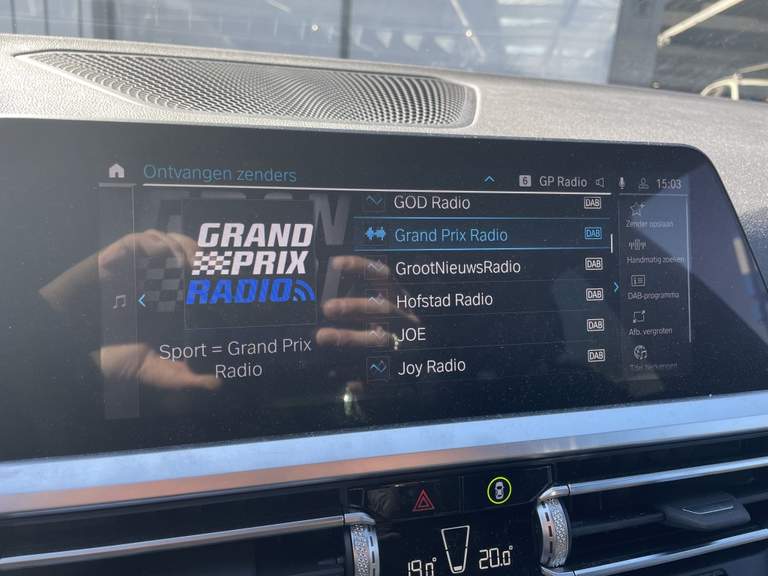 Ontvangen zenders
6 GP Radio 15:03
GRAND
PRIX
RADIO
Sport = Grand Prix
Radio
GOD Radio DAB
Grand Prix Radio DAB
GrootNieuwsRadio DAB
Hofstad Radio DAB
JOE DAB
Joy Radio DAB
Zender opslaan
Handmatig zoeken
DAB-programma
Afb. vergroten
19.0 20.0